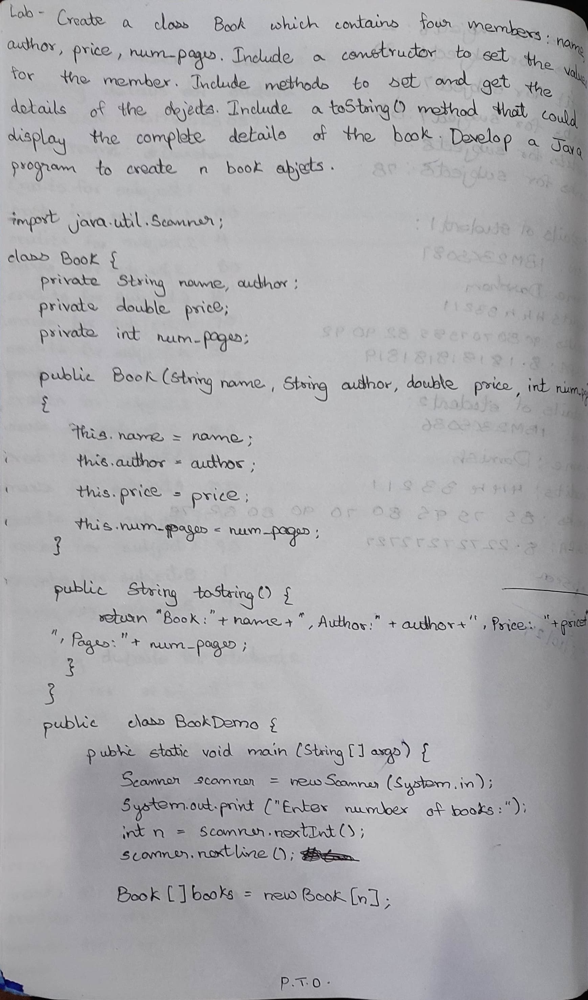 Lab - Create a class Book which contains four members: name,
author, price, num_pages. Include a constructor to set the value
for the member. Include methods to set and get the
details of the objects. Include a toString() method that could
display the complete details of the book. Develop a Java
program to create n book objects.
import java.util.Scanner;
class Book {
private String name, author;
private double price;
private int num_pages;
public Book (String name, String author, double price, int num_pag
{
this.name = name;
this.author = author;
this.price = price;
this.num_pages = num_pages;
}
public String toString() {
return "Book:" + name + ", Author:" + author + ", Price: " + price +
", Pages:" + num_pages;
}
}
public class BookDemo {
public static void main (String [] args) {
Scanner scanner = new Scanner (System.in);
System.out.print ("Enter number of books:");
int n = scanner.nextInt();
scanner.nextline();
Book [] books = new Book [n];
P.T.O.